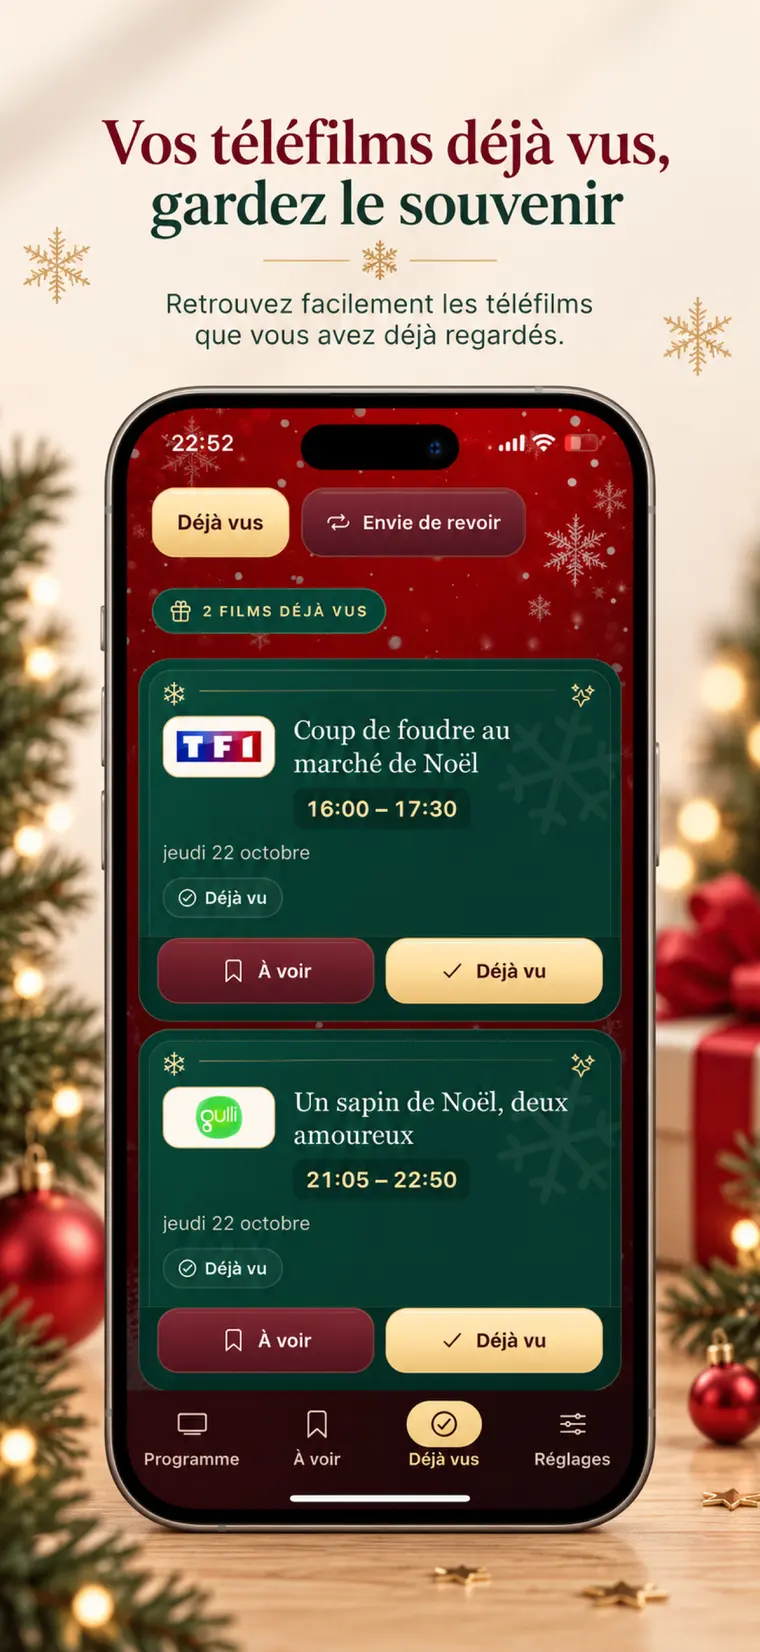 Vos téléfilms déjà vus,
gardez le souvenir
Retrouvez facilement les téléfilms
que vous avez déjà regardés.
22:52
Déjà vus
Envie de revoir
2 FILMS DÉJÀ VUS
TF1
Coup de foudre au
marché de Noël
16:00 – 17:30
jeudi 22 octobre
Déjà vu
À voir
Déjà vu
gulli
Un sapin de Noël, deux
amoureux
21:05 – 22:50
jeudi 22 octobre
Déjà vu
À voir
Déjà vu
Programme
À voir
Déjà vus
Réglages